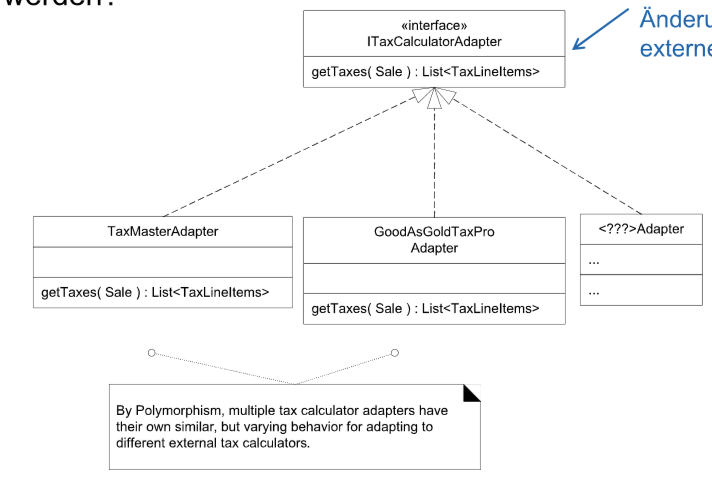 werden?
Änderu
externe
«interface»
ITaxCalculatorAdapter
getTaxes( Sale ) : List<TaxLineItems>
TaxMasterAdapter
getTaxes( Sale ) : List<TaxLineItems>
GoodAsGoldTaxPro
Adapter
getTaxes( Sale ) : List<TaxLineItems>
<???>Adapter
...
...
By Polymorphism, multiple tax calculator adapters have
their own similar, but varying behavior for adapting to
different external tax calculators.